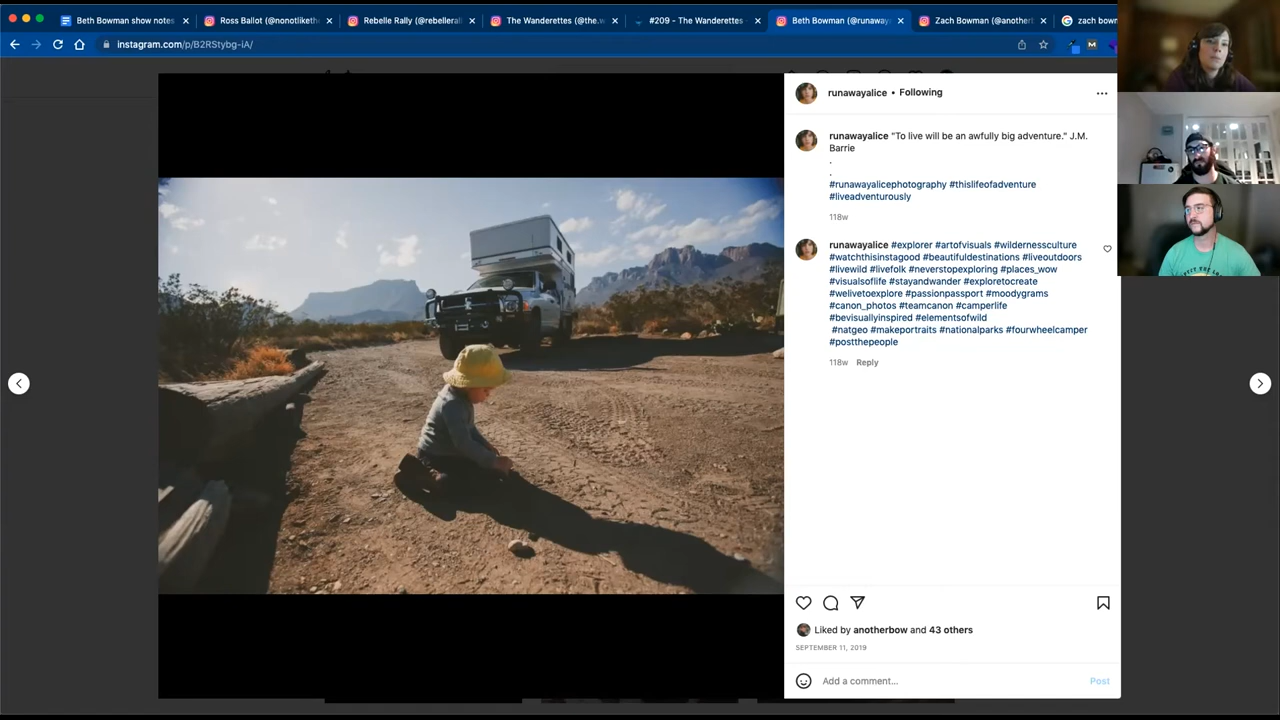 Beth Bowman show notes
Ross Ballot (@nonotlikethe
Rebelle Rally (@rebellerall
The Wanderettes (@the.w
#209 - The Wanderettes -
Beth Bowman (@runaway
Zach Bowman (@anotherb
zach bowm
instagram.com/p/B2RStybg-iA/
runawayalice • Following
runawayalice "To live will be an awfully big adventure." J.M.
Barrie
.
.
#runawayalicephotography #thislifeofadventure
#liveadventurously
118w
runawayalice #explorer #artofvisuals #wildernessculture
#watchthisinstagood #beautifuldestinations #liveoutdoors
#livewild #livefolk #neverstopexploring #places_wow
#visualsoflife #stayandwander #exploretocreate
#welivetoexplore #passionpassport #moodygrams
#canon_photos #teamcanon #camperlife
#bevisuallyinspired #elementsofwild
#natgeo #makeportraits #nationalparks #fourwheelcamper
#postthepeople
118w Reply
Liked by anotherbow and 43 others
SEPTEMBER 11, 2019
Add a comment...
Post